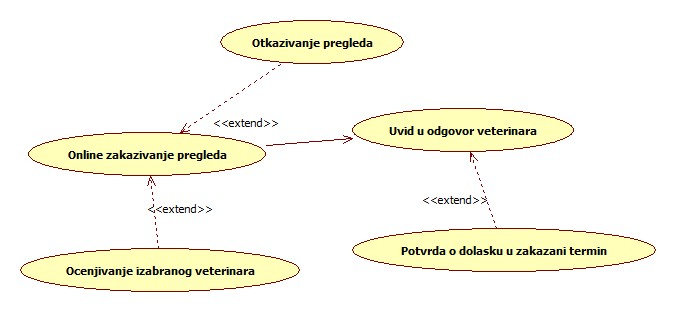 Otkazivanje pregleda
<<extend>>
Uvid u odgovor veterinara
Online zakazivanje pregleda
<<extend>>
<<extend>>
Potvrda o dolasku u zakazani termin
Ocenjivanje izabranog veterinara